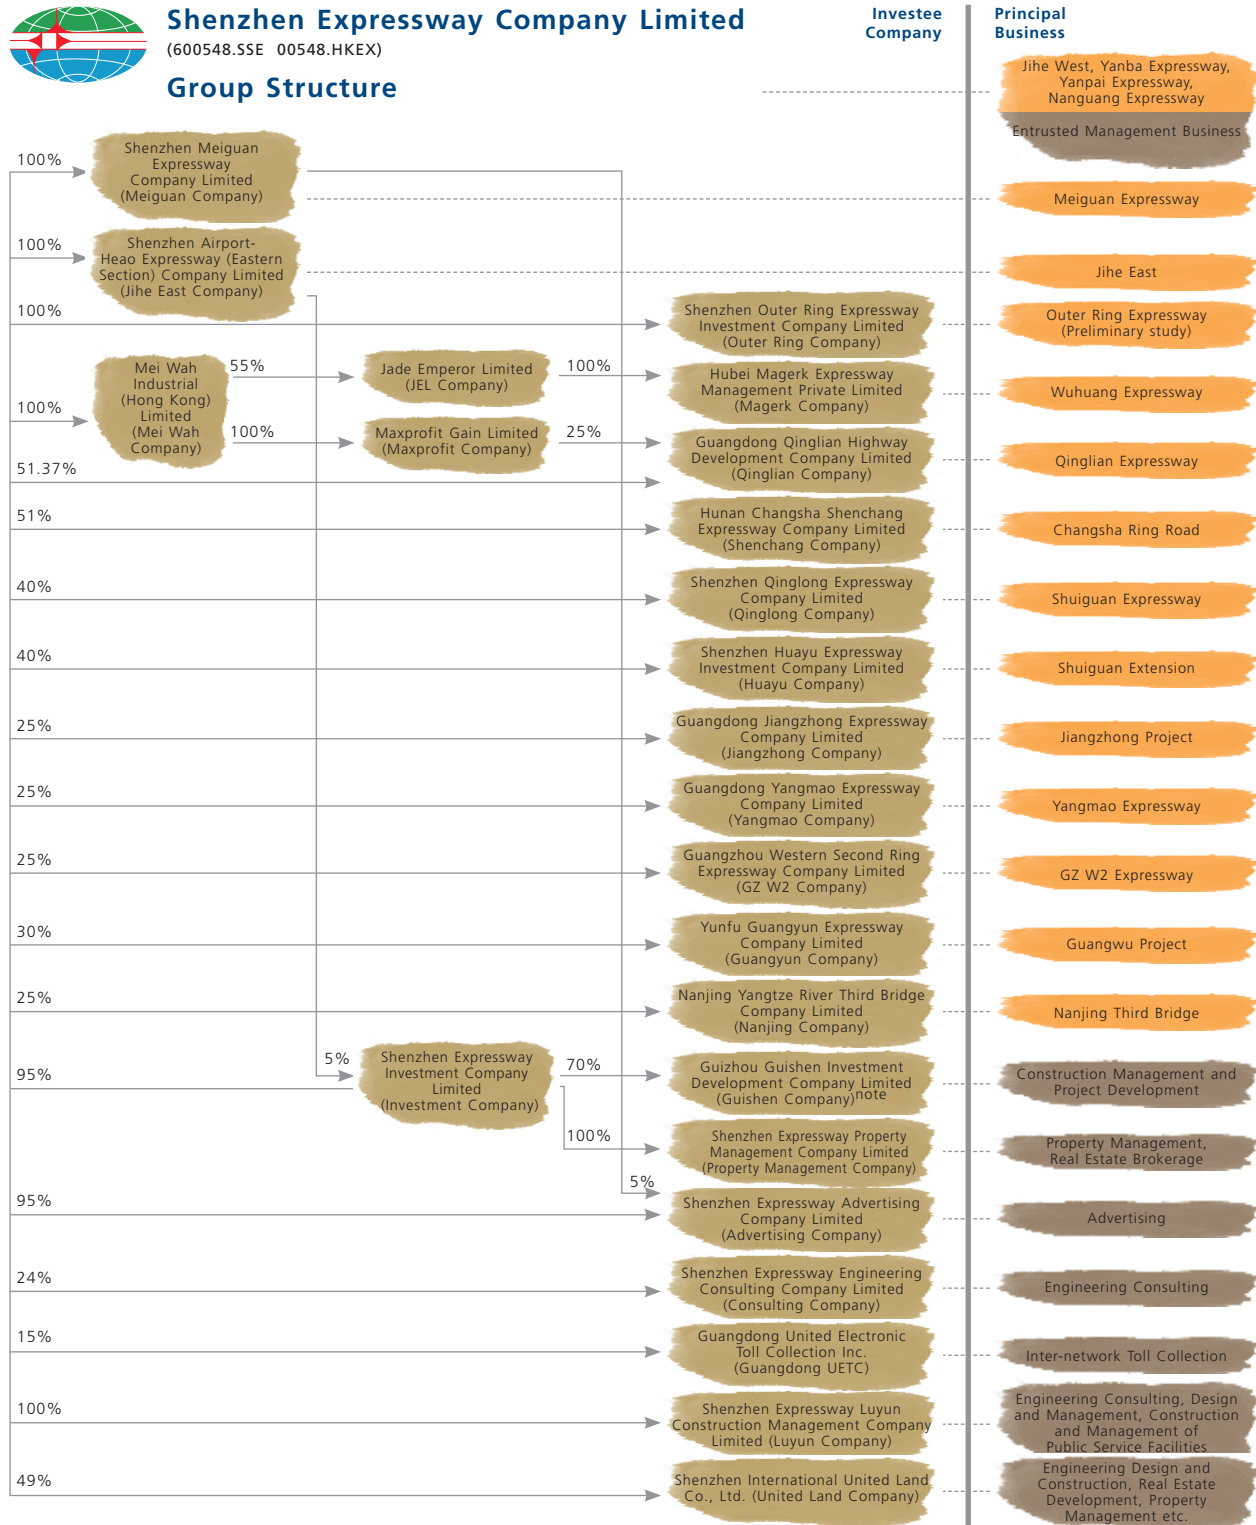 Shenzhen Expressway Company Limited
(600548.SSE 00548.HKEX)
Group Structure
Investee
Company
Principal
Business
Jihe West, Yanba Expressway,
Yanpai Expressway,
Nanguang Expressway
Entrusted Management Business
100%
Shenzhen Meiguan
Expressway
Company Limited
(Meiguan Company)
Meiguan Expressway
100%
Shenzhen Airport-
Heao Expressway (Eastern
Section) Company Limited
(Jihe East Company)
Jihe East
100%
Shenzhen Outer Ring Expressway
Investment Company Limited
(Outer Ring Company)
Outer Ring Expressway
(Preliminary study)
100%
Mei Wah
Industrial
(Hong Kong)
Limited
(Mei Wah
Company)
55%
Jade Emperor Limited
(JEL Company)
100%
Hubei Magerk Expressway
Management Private Limited
(Magerk Company)
Wuhuang Expressway
100%
Maxprofit Gain Limited
(Maxprofit Company)
25%
Guangdong Qinglian Highway
Development Company Limited
(Qinglian Company)
Qinglian Expressway
51.37%
51%
Hunan Changsha Shenchang
Expressway Company Limited
(Shenchang Company)
Changsha Ring Road
40%
Shenzhen Qinglong Expressway
Company Limited
(Qinglong Company)
Shuiguan Expressway
40%
Shenzhen Huayu Expressway
Investment Company Limited
(Huayu Company)
Shuiguan Extension
25%
Guangdong Jiangzhong Expressway
Company Limited
(Jiangzhong Company)
Jiangzhong Project
25%
Guangdong Yangmao Expressway
Company Limited
(Yangmao Company)
Yangmao Expressway
25%
Guangzhou Western Second Ring
Expressway Company Limited
(GZ W2 Company)
GZ W2 Expressway
30%
Yunfu Guangyun Expressway
Company Limited
(Guangyun Company)
Guangwu Project
25%
Nanjing Yangtze River Third Bridge
Company Limited
(Nanjing Company)
Nanjing Third Bridge
95%
5%
Shenzhen Expressway
Investment Company
Limited
(Investment Company)
70%
Guizhou Guishen Investment
Development Company Limited
(Guishen Company)note
Construction Management and
Project Development
100%
Shenzhen Expressway Property
Management Company Limited
(Property Management Company)
Property Management,
Real Estate Brokerage
5%
95%
Shenzhen Expressway Advertising
Company Limited
(Advertising Company)
Advertising
24%
Shenzhen Expressway Engineering
Consulting Company Limited
(Consulting Company)
Engineering Consulting
15%
Guangdong United Electronic
Toll Collection Inc.
(Guangdong UETC)
Inter-network Toll Collection
100%
Shenzhen Expressway Luyun
Construction Management Company
Limited (Luyun Company)
Engineering Consulting, Design
and Management, Construction
and Management of
Public Service Facilities
49%
Shenzhen International United Land
Co., Ltd. (United Land Company)
Engineering Design and
Construction, Real Estate
Development, Property
Management etc.